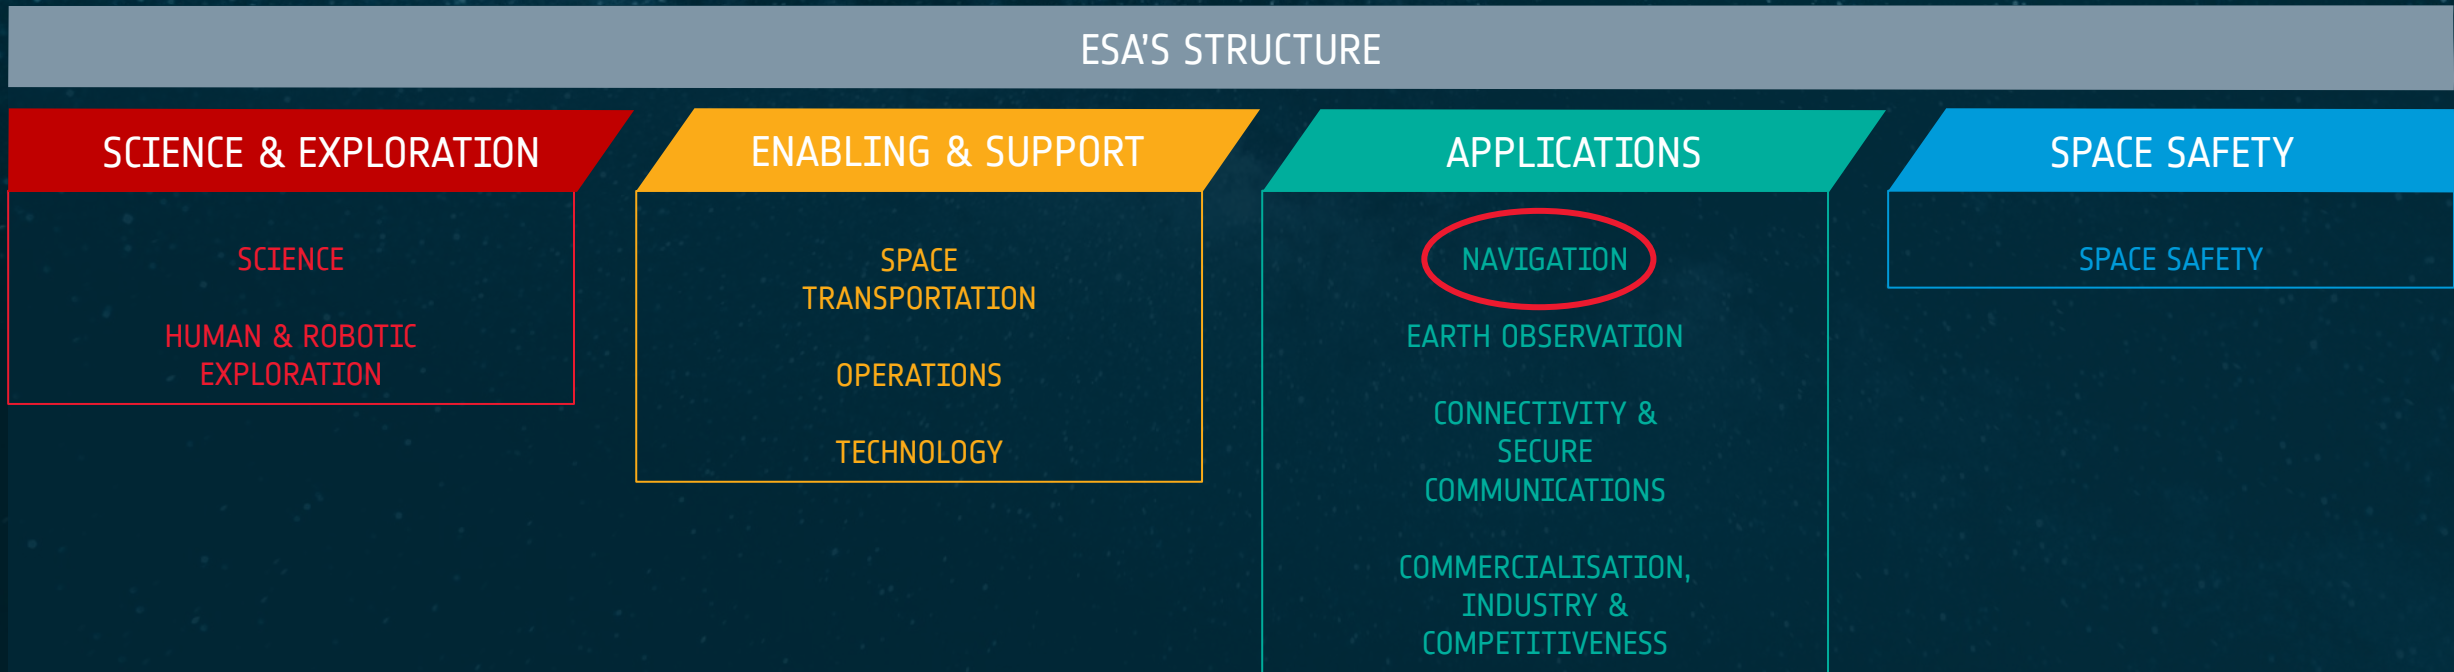 ESA'S STRUCTURE
SCIENCE & EXPLORATION
SCIENCE
HUMAN & ROBOTIC
EXPLORATION
ENABLING & SUPPORT
SPACE
TRANSPORTATION
OPERATIONS
TECHNOLOGY
APPLICATIONS
NAVIGATION
EARTH OBSERVATION
CONNECTIVITY &
SECURE
COMMUNICATIONS
COMMERCIALISATION,
INDUSTRY &
COMPETITIVENESS
SPACE SAFETY
SPACE SAFETY